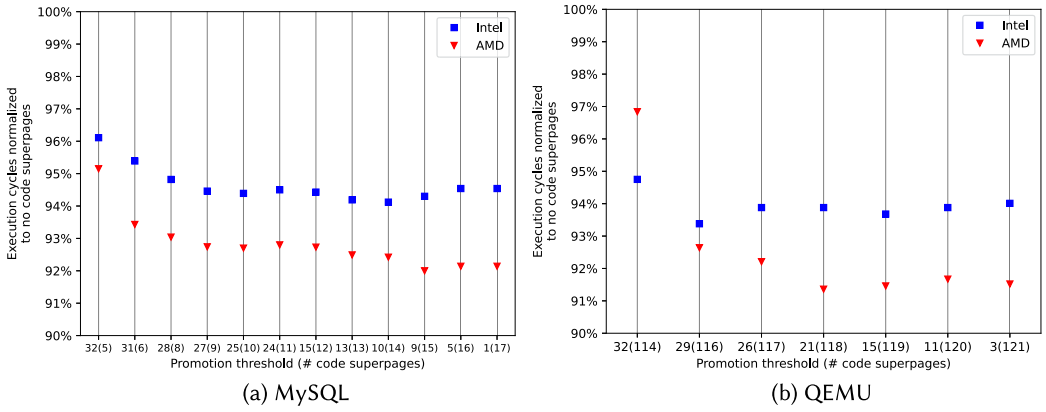 100%
99%
98%
97%
96%
95%
94%
93%
92%
91%
90%
Execution cycles normalized
to no code superpages
Intel
AMD
32(5) 31(6) 28(8) 27(9) 25(10) 24(11) 15(12) 13(13) 10(14) 9(15) 5(16) 1(17)
Promotion threshold (# code superpages)
(a) MySQL
100%
99%
98%
97%
96%
95%
94%
93%
92%
91%
90%
Execution cycles normalized
to no code superpages
Intel
AMD
32(114) 29(116) 26(117) 21(118) 15(119) 11(120) 3(121)
Promotion threshold (# code superpages)
(b) QEMU